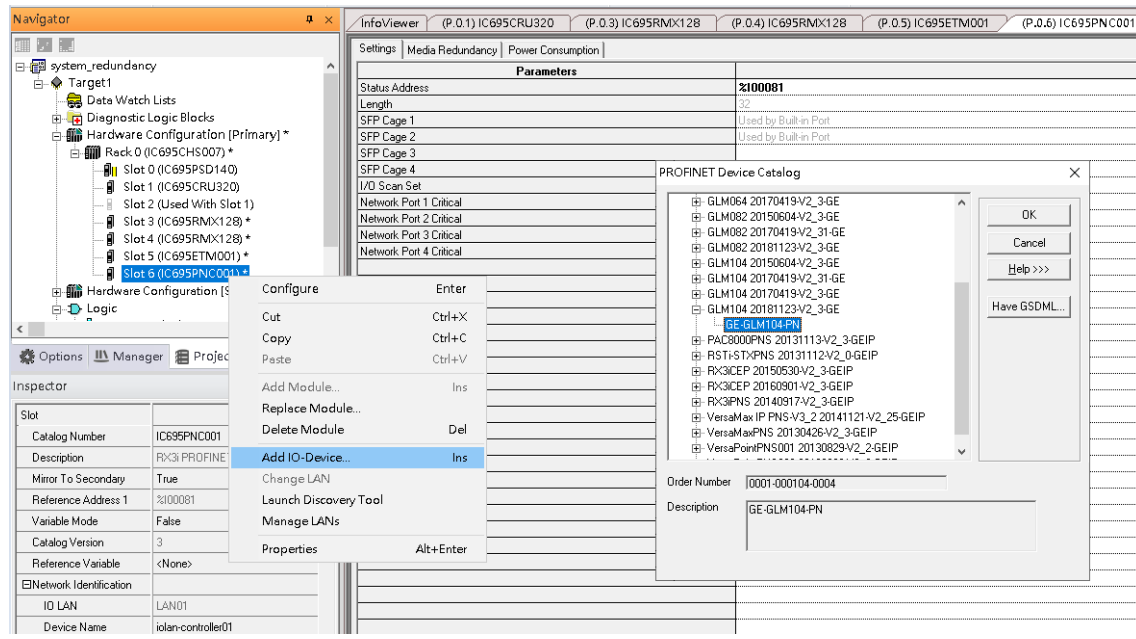 Navigator
system_redundancy
Target1
Data Watch Lists
Diagnostic Logic Blocks
Hardware Configuration [Primary] *
Rack 0 (IC695CHS007) *
Slot 0 (IC695PSD140)
Slot 1 (IC695CRU320)
Slot 2 (Used With Slot 1)
Slot 3 (IC695RMX128) *
Slot 4 (IC695RMX128) *
Slot 5 (IC695ETM001) *
Slot 6 (IC695PNC001) *
Hardware Configuration [S
Logic
Options Manager Projec
Inspector
Slot
Catalog Number IC695PNC001
Description RX3i PROFINE
Mirror To Secondary True
Reference Address 1 %I00081
Variable Mode False
Catalog Version 3
Reference Variable <None>
Network Identification
IO LAN LAN01
Device Name iolan-controller01
Configure Enter
Cut Ctrl+X
Copy Ctrl+C
Paste Ctrl+V
Add Module... Ins
Replace Module...
Delete Module Del
Add IO-Device... Ins
Change LAN
Launch Discovery Tool
Manage LANs
Properties Alt+Enter
InfoViewer (P.0.1) IC695CRU320 (P.0.3) IC695RMX128 (P.0.4) IC695RMX128 (P.0.5) IC695ETM001 (P.0.6) IC695PNC001
Settings Media Redundancy Power Consumption
Parameters
Status Address %I00081
Length 32
SFP Cage 1 Used by Built-in Port
SFP Cage 2 Used by Built-in Port
SFP Cage 3
SFP Cage 4
I/O Scan Set
Network Port 1 Critical
Network Port 2 Critical
Network Port 3 Critical
Network Port 4 Critical
PROFINET Device Catalog
GLM064 20170419-V2_3-GE
GLM082 20150604-V2_3-GE
GLM082 20170419-V2_31-GE
GLM082 20181123-V2_3-GE
GLM104 20150604-V2_3-GE
GLM104 20170419-V2_31-GE
GLM104 20170419-V2_3-GE
GLM104 20181123-V2_3-GE
GE-GLM104-PN
PAC8000PNS 20131113-V2_3-GEIP
RSTi-STXPNS 20131112-V2_0-GEIP
RX3iCEP 20150530-V2_3-GEIP
RX3iCEP 20160901-V2_3-GEIP
RX3iPNS 20140917-V2_3-GEIP
VersaMax IP PNS-V3_2 20141121-V2_25-GEIP
VersaMaxPNS 20130426-V2_3-GEIP
VersaPointPNS001 20130829-V2_2-GEIP
OK
Cancel
Help >>>
Have GSDML...
Order Number 0001-000104-0004
Description GE-GLM104-PN